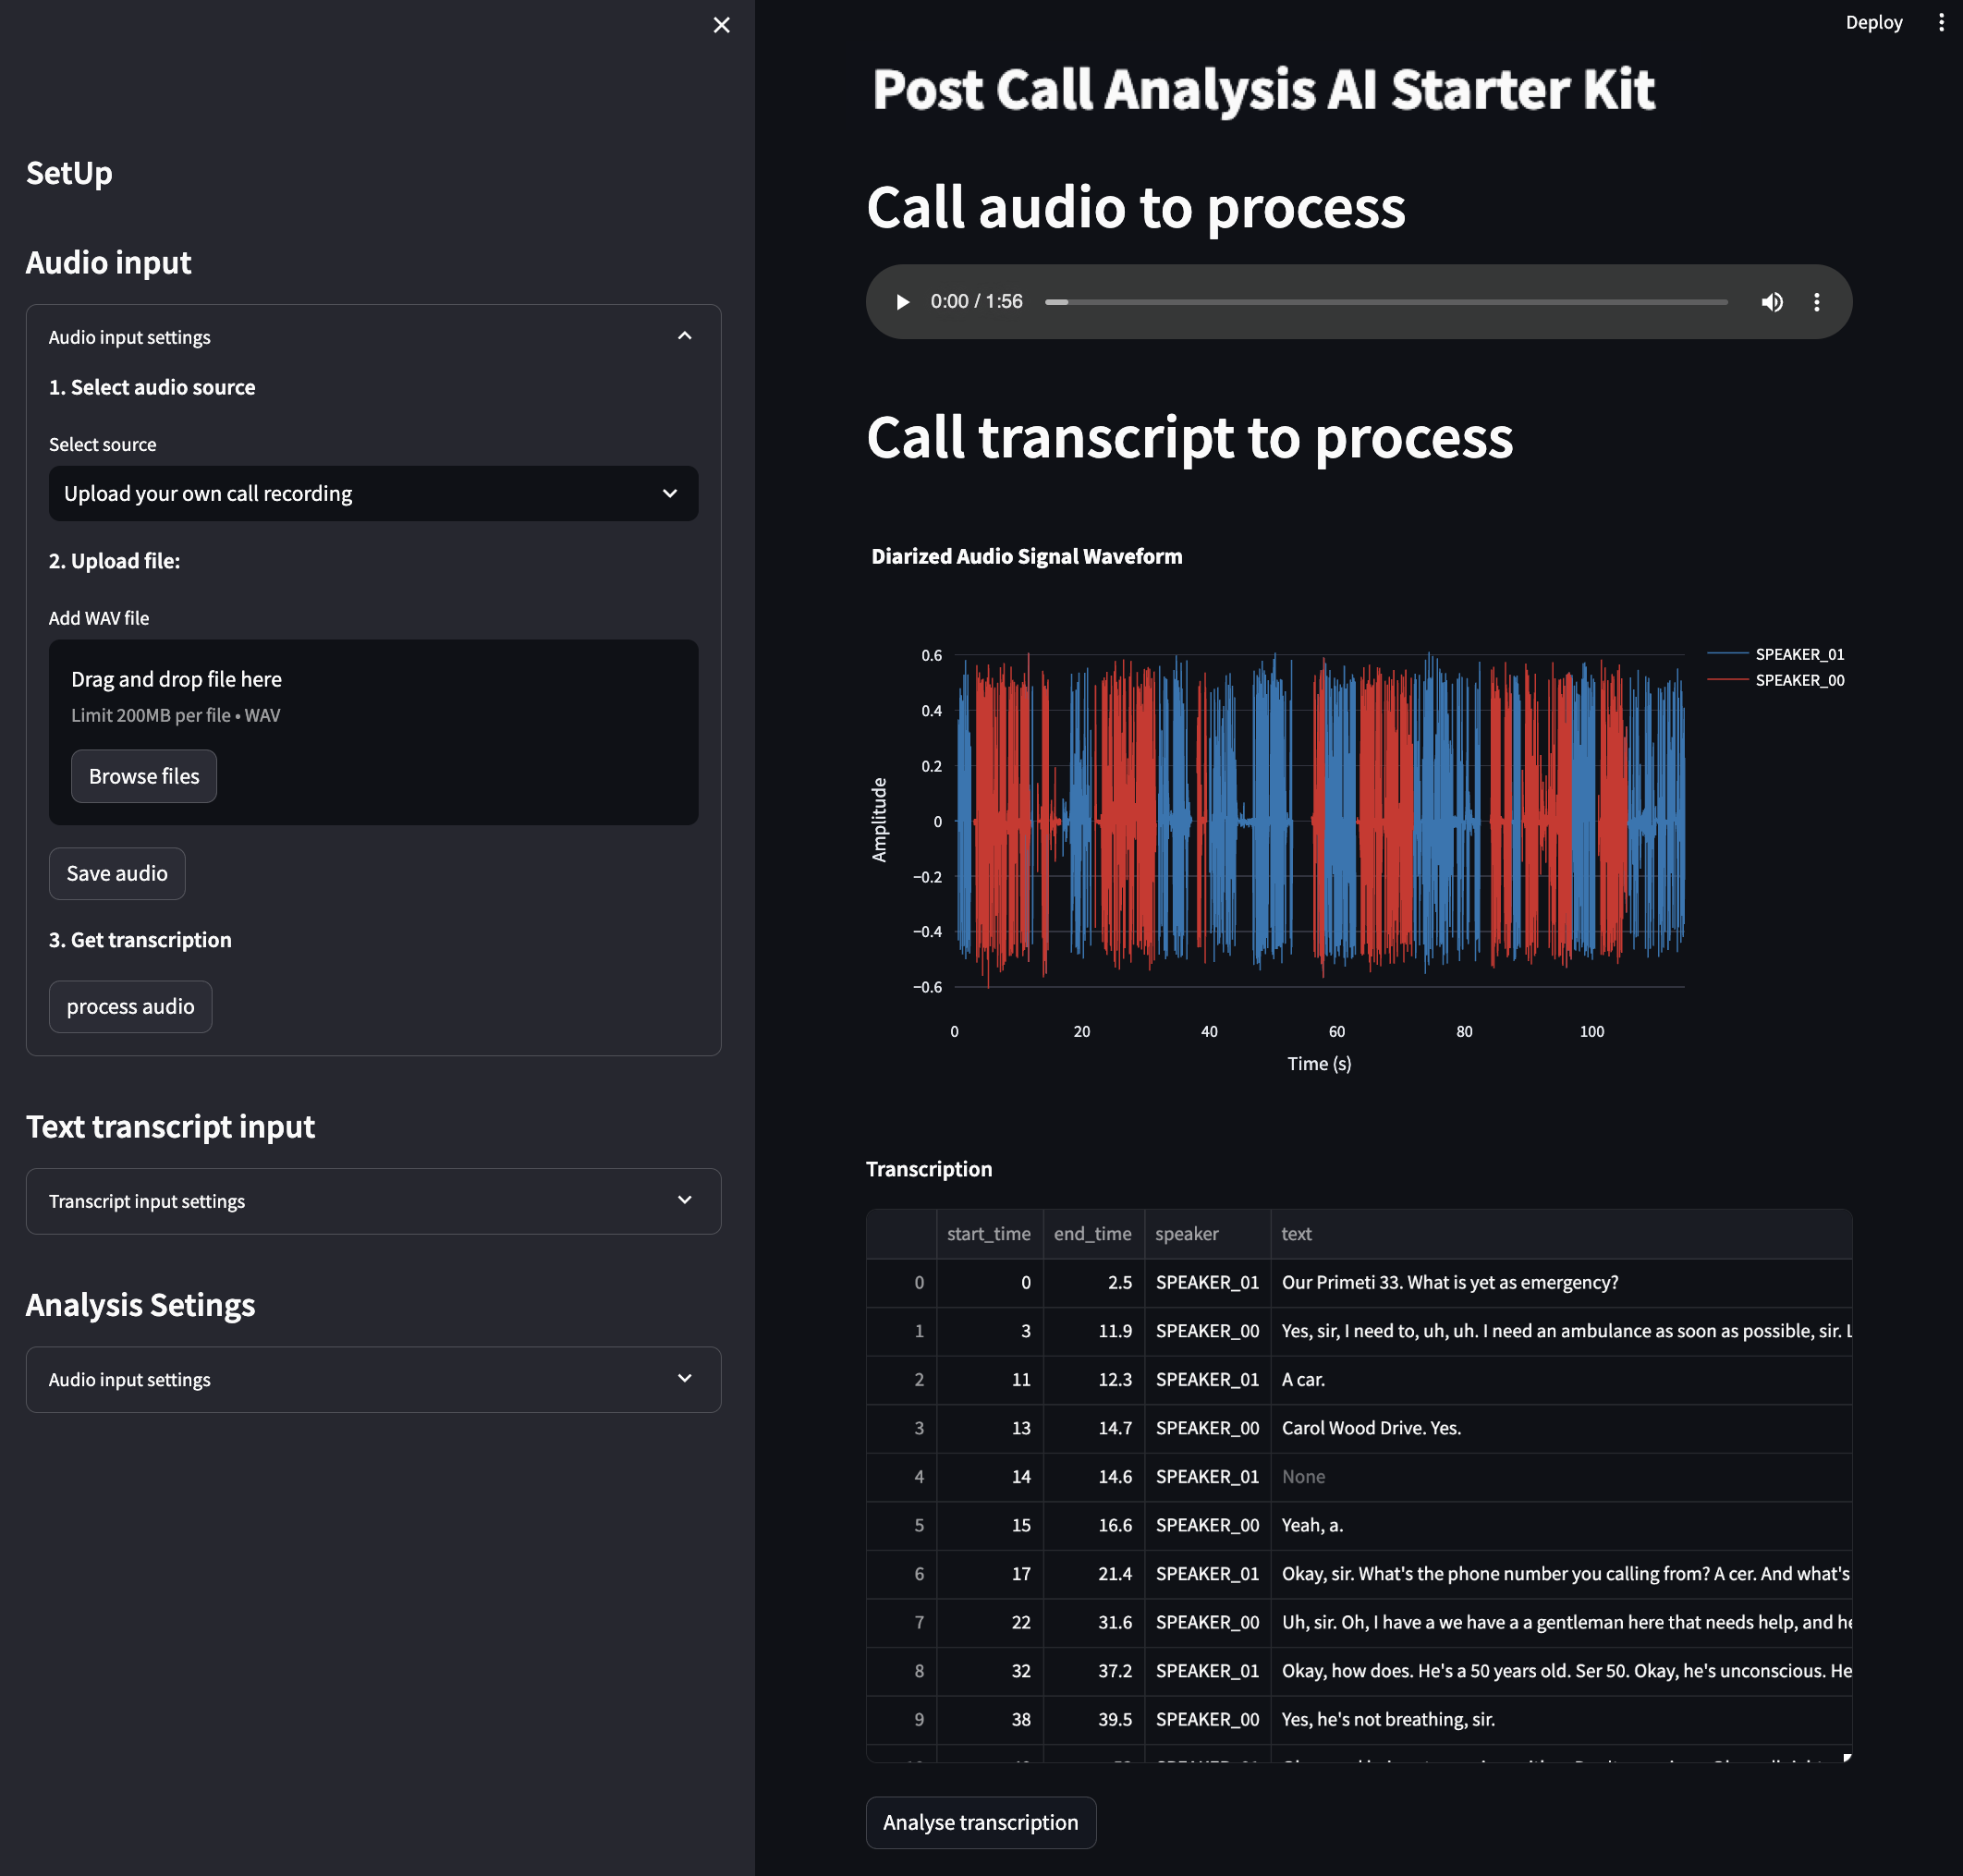 Deploy
SetUp
Audio input
Audio input settings
1. Select audio source
Select source
Upload your own call recording
2. Upload file:
Add WAV file
Drag and drop file here
Limit 200MB per file • WAV
Browse files
Save audio
3. Get transcription
process audio
Text transcript input
Transcript input settings
Analysis Setings
Audio input settings
Post Call Analysis AI Starter Kit
Call audio to process
0:00 / 1:56
Call transcript to process
Diarized Audio Signal Waveform
SPEAKER_01
SPEAKER_00
Amplitude
0.6
0.4
0.2
0
−0.2
−0.4
−0.6
0 20 40 60 80 100
Time (s)
Transcription
start_time end_time speaker text
0 0 2.5 SPEAKER_01 Our Primeti 33. What is yet as emergency?
1 3 11.9 SPEAKER_00 Yes, sir, I need to, uh, uh. I need an ambulance as soon as possible, sir. L
2 11 12.3 SPEAKER_01 A car.
3 13 14.7 SPEAKER_00 Carol Wood Drive. Yes.
4 14 14.6 SPEAKER_01 None
5 15 16.6 SPEAKER_00 Yeah, a.
6 17 21.4 SPEAKER_01 Okay, sir. What's the phone number you calling from? A cer. And what's
7 22 31.6 SPEAKER_00 Uh, sir. Oh, I have a we have a a gentleman here that needs help, and he
8 32 37.2 SPEAKER_01 Okay, how does. He's a 50 years old. Ser 50. Okay, he's unconscious. He
9 38 39.5 SPEAKER_00 Yes, he's not breathing, sir.
Analyse transcription